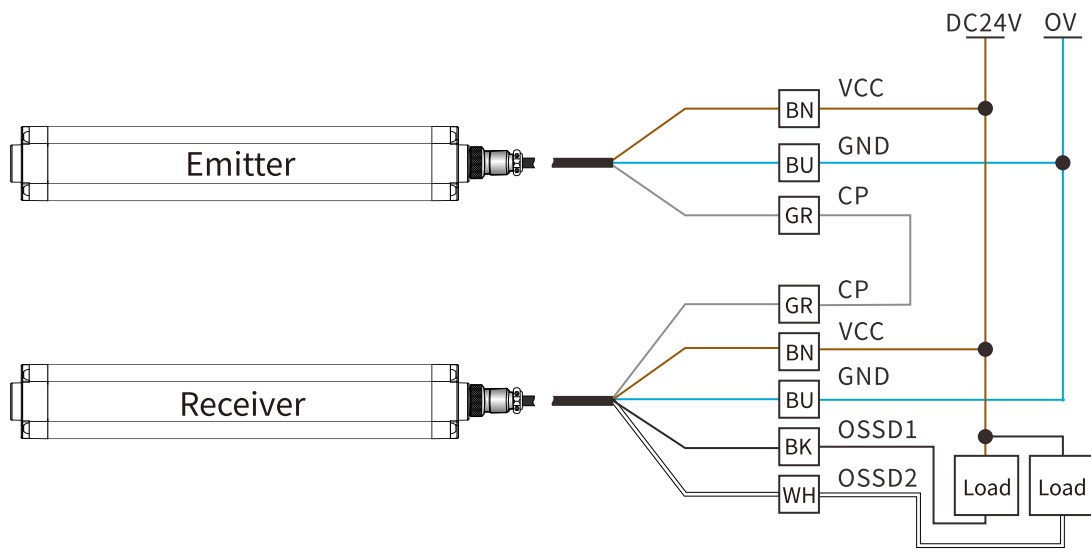 DC24V OV
VCC
BN
GND
BU
Emitter
CP
GR
CP
GR
VCC
BN
GND
BU
Receiver
OSSD1
BK
OSSD2
WH
Load Load